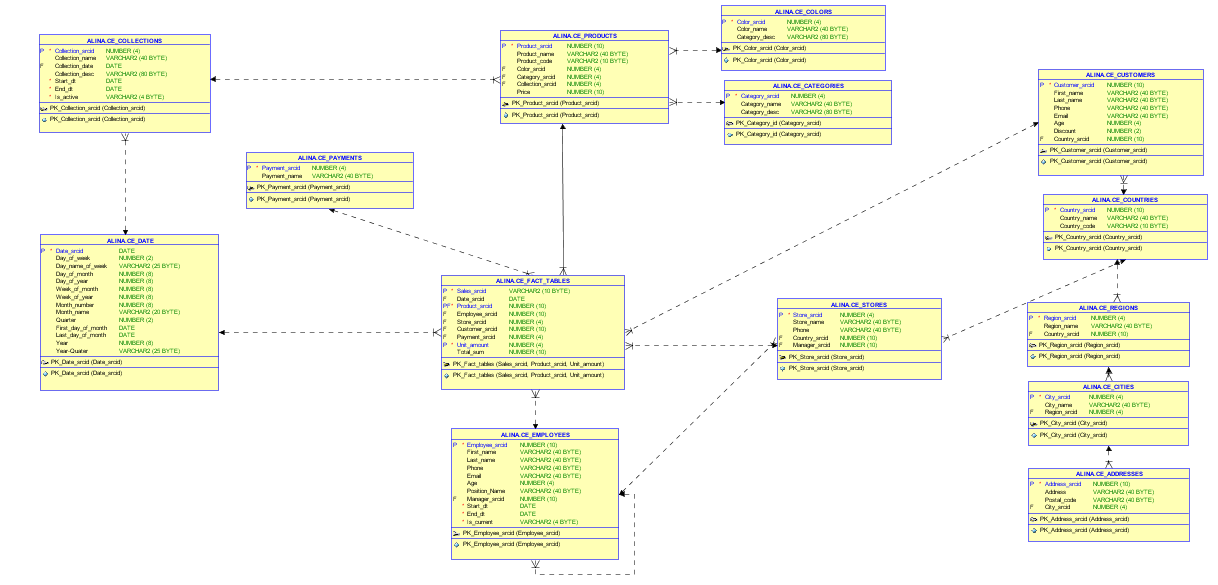 ALINA.CE_COLLECTIONS
P * Collection_srcid NUMBER (4)
Collection_name VARCHAR2 (40 BYTE)
F Collection_date DATE
Collection_desc VARCHAR2 (80 BYTE)
* Start_dt DATE
* End_dt DATE
* Is_active VARCHAR2 (4 BYTE)
PK_Collection_srcid (Collection_srcid)
PK_Collection_srcid (Collection_srcid)
ALINA.CE_PRODUCTS
P * Product_srcid NUMBER (10)
Product_name VARCHAR2 (40 BYTE)
Product_code VARCHAR2 (10 BYTE)
F Color_srcid NUMBER (4)
F Category_srcid NUMBER (4)
F Collection_srcid NUMBER (4)
Price NUMBER (10)
PK_Product_srcid (Product_srcid)
PK_Product_srcid (Product_srcid)
ALINA.CE_COLORS
P * Color_srcid NUMBER (4)
Color_name VARCHAR2 (40 BYTE)
Category_desc VARCHAR2 (80 BYTE)
PK_Color_srcid (Color_srcid)
PK_Color_srcid (Color_srcid)
ALINA.CE_CATEGORIES
P * Category_srcid NUMBER (4)
Category_name VARCHAR2 (40 BYTE)
Category_desc VARCHAR2 (80 BYTE)
PK_Category_id (Category_srcid)
PK_Category_id (Category_srcid)
ALINA.CE_CUSTOMERS
P * Customer_srcid NUMBER (10)
First_name VARCHAR2 (40 BYTE)
Last_name VARCHAR2 (40 BYTE)
Phone VARCHAR2 (40 BYTE)
Email VARCHAR2 (40 BYTE)
Age NUMBER (4)
Discount NUMBER (2)
F Country_srcid NUMBER (10)
PK_Customer_srcid (Customer_srcid)
PK_Customer_srcid (Customer_srcid)
ALINA.CE_PAYMENTS
P * Payment_srcid NUMBER (4)
Payment_name VARCHAR2 (40 BYTE)
PK_Payment_srcid (Payment_srcid)
PK_Payment_srcid (Payment_srcid)
ALINA.CE_COUNTRIES
P * Country_srcid NUMBER (10)
Country_name VARCHAR2 (40 BYTE)
Country_code VARCHAR2 (10 BYTE)
PK_Country_srcid (Country_srcid)
PK_Country_srcid (Country_srcid)
ALINA.CE_DATE
P * Date_srcid DATE
Day_of_week NUMBER (2)
Day_name_of_week VARCHAR2 (25 BYTE)
Day_of_month NUMBER (8)
Day_of_year NUMBER (8)
Week_of_month NUMBER (8)
Week_of_year NUMBER (8)
Month_number NUMBER (8)
Month_name VARCHAR2 (20 BYTE)
Quarter NUMBER (2)
First_day_of_month DATE
Last_day_of_month DATE
Year NUMBER (8)
Year-Quater VARCHAR2 (25 BYTE)
PK_Date_srcid (Date_srcid)
PK_Date_srcid (Date_srcid)
ALINA.CE_FACT_TABLES
P * Sales_srcid VARCHAR2 (10 BYTE)
F Date_srcid DATE
PF* Product_srcid NUMBER (10)
F Employee_srcid NUMBER (10)
F Store_srcid NUMBER (4)
F Customer_srcid NUMBER (10)
F Payment_srcid NUMBER (4)
P * Unit_amount NUMBER (4)
Total_sum NUMBER (10)
PK_Fact_tables (Sales_srcid, Product_srcid, Unit_amount)
PK_Fact_tables (Sales_srcid, Product_srcid, Unit_amount)
ALINA.CE_STORES
P * Store_srcid NUMBER (4)
Store_name VARCHAR2 (40 BYTE)
Phone VARCHAR2 (40 BYTE)
F Country_srcid NUMBER (10)
F Manager_srcid NUMBER (10)
PK_Store_srcid (Store_srcid)
PK_Store_srcid (Store_srcid)
ALINA.CE_REGIONS
P * Region_srcid NUMBER (4)
Region_name VARCHAR2 (40 BYTE)
F Country_srcid NUMBER (10)
PK_Region_srcid (Region_srcid)
PK_Region_srcid (Region_srcid)
ALINA.CE_CITIES
P * City_srcid NUMBER (4)
City_name VARCHAR2 (40 BYTE)
F Region_srcid NUMBER (4)
PK_City_srcid (City_srcid)
PK_City_srcid (City_srcid)
ALINA.CE_EMPLOYEES
P * Employee_srcid NUMBER (10)
First_name VARCHAR2 (40 BYTE)
Last_name VARCHAR2 (40 BYTE)
Phone VARCHAR2 (40 BYTE)
Email VARCHAR2 (40 BYTE)
Age NUMBER (4)
Position_Name VARCHAR2 (40 BYTE)
F Manager_srcid NUMBER (10)
* Start_dt DATE
* End_dt DATE
* Is_current VARCHAR2 (4 BYTE)
PK_Employee_srcid (Employee_srcid)
PK_Employee_srcid (Employee_srcid)
ALINA.CE_ADDRESSES
P * Address_srcid NUMBER (10)
Address VARCHAR2 (40 BYTE)
Postal_code VARCHAR2 (40 BYTE)
F City_srcid NUMBER (4)
PK_Address_srcid (Address_srcid)
PK_Address_srcid (Address_srcid)